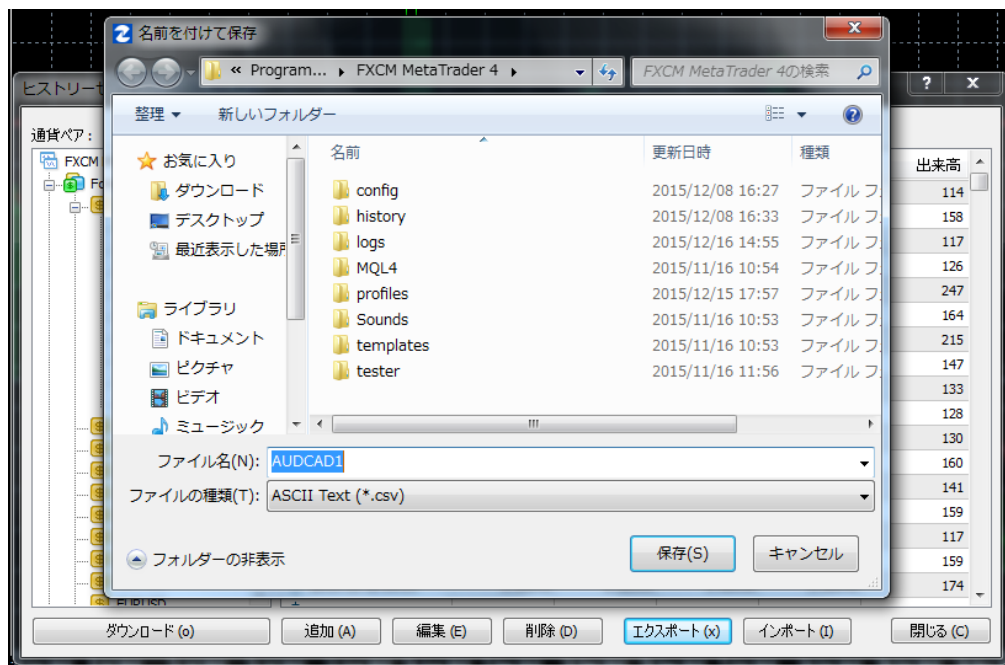 名前を付けて保存
« Program... FXCM MetaTrader 4
FXCM MetaTrader 4の検索
整理 新しいフォルダー
お気に入り
ダウンロード
デスクトップ
最近表示した場所
ライブラリ
ドキュメント
ピクチャ
ビデオ
ミュージック
名前 更新日時 種類
config 2015/12/08 16:27 ファイル フ
history 2015/12/08 16:33 ファイル フ
logs 2015/12/16 14:55 ファイル フ
MQL4 2015/11/16 10:54 ファイル フ
profiles 2015/12/15 17:57 ファイル フ
Sounds 2015/11/16 10:53 ファイル フ
templates 2015/11/16 10:53 ファイル フ
tester 2015/11/16 11:56 ファイル フ
ファイル名(N): AUDCAD1
ファイルの種類(T): ASCII Text (*.csv)
フォルダーの非表示
保存(S) キャンセル
ヒストリーセ
通貨ペア:
FXCM
Fo
EURUSD
出来高
114
158
117
126
247
164
215
147
133
128
130
160
141
159
117
159
174
ダウンロード (o) 追加 (A) 編集 (E) 削除 (D) エクスポート (x) インポート (I) 閉じる (C)